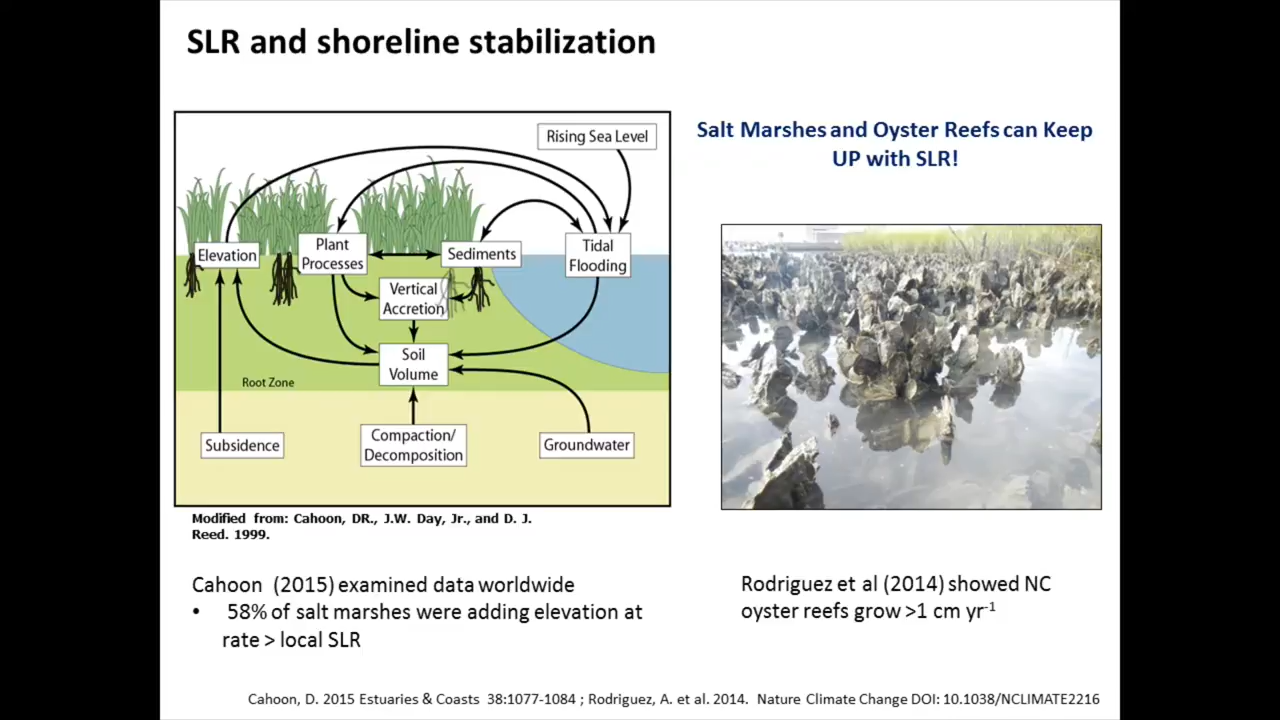 SLR and shoreline stabilization
Rising Sea Level
Elevation
Plant
Processes
Sediments
Tidal
Flooding
Vertical
Accretion
Soil
Volume
Root Zone
Subsidence
Compaction/
Decomposition
Groundwater
Modified from: Cahoon, DR., J.W. Day, Jr., and D. J.
Reed. 1999.
Cahoon (2015) examined data worldwide
• 58% of salt marshes were adding elevation at
rate > local SLR
Salt Marshes and Oyster Reefs can Keep
UP with SLR!
Rodriguez et al (2014) showed NC
oyster reefs grow >1 cm yr⁻¹
Cahoon, D. 2015 Estuaries & Coasts 38:1077-1084 ; Rodriguez, A. et al. 2014. Nature Climate Change DOI: 10.1038/NCLIMATE2216